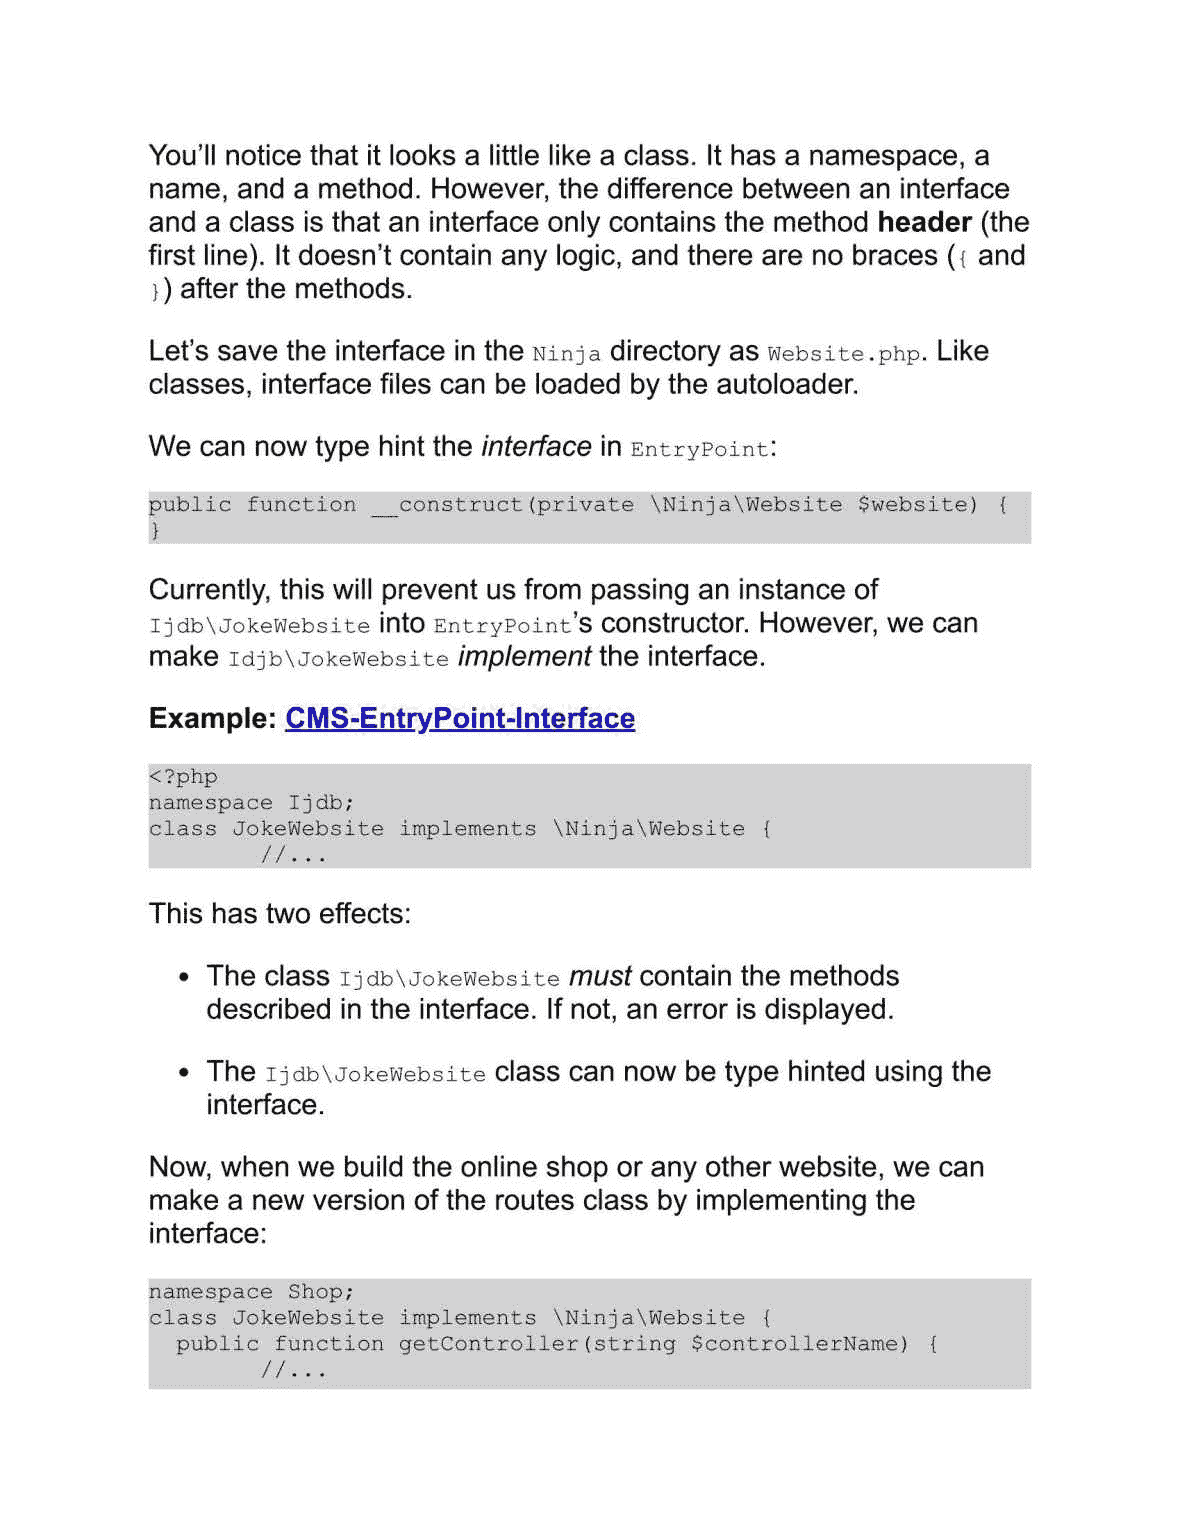 You’ll notice that it looks a little like a class. It has a namespace, a
name, and a method. However, the difference between an interface
and a class is that an interface only contains the method header (the
first line). It doesn’t contain any logic, and there are no braces ({ and
}) after the methods.
Let’s save the interface in the Ninja directory as Website.php. Like
classes, interface files can be loaded by the autoloader.
We can now type hint the interface in EntryPoint:
public function __construct(private \Ninja\Website $website) {
}
Currently, this will prevent us from passing an instance of
Ijdb\JokeWebsite into EntryPoint’s constructor. However, we can
make Idjb\JokeWebsite implement the interface.
Example: CMS-EntryPoint-Interface
<?php
namespace Ijdb;
class JokeWebsite implements \Ninja\Website {
        //...
This has two effects:
• The class Ijdb\JokeWebsite must contain the methods
described in the interface. If not, an error is displayed.
• The Ijdb\JokeWebsite class can now be type hinted using the
interface.
Now, when we build the online shop or any other website, we can
make a new version of the routes class by implementing the
interface:
namespace Shop;
class JokeWebsite implements \Ninja\Website {
  public function getController(string $controllerName) {
        //...